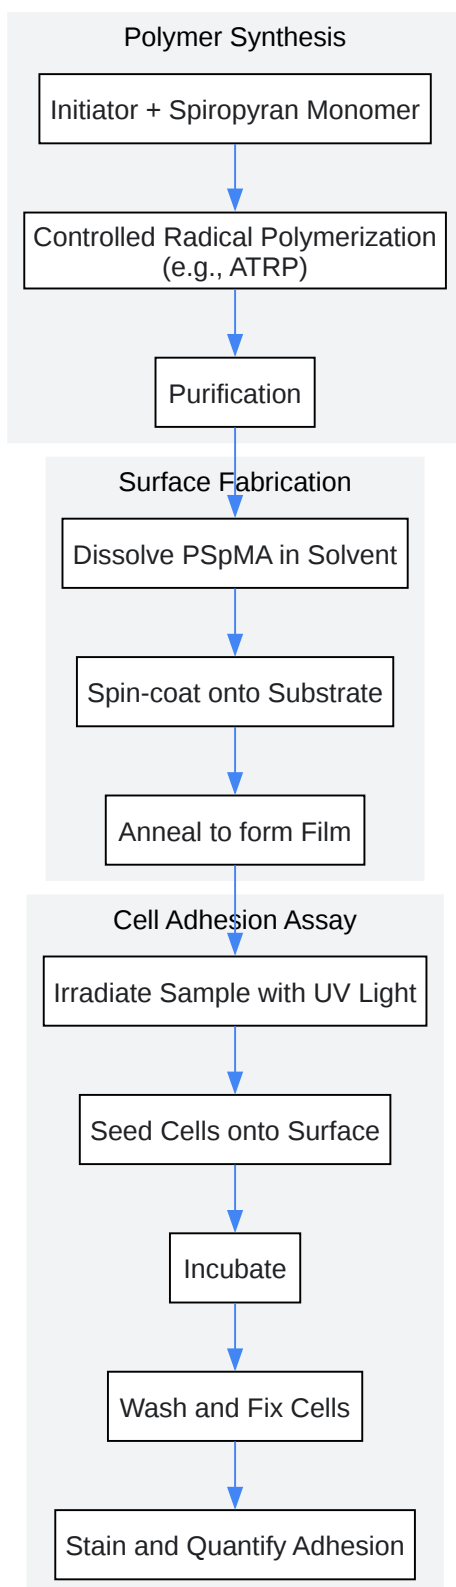 Polymer Synthesis
Initiator + Spiropyran Monomer
Controlled Radical Polymerization
(e.g., ATRP)
Purification
Surface Fabrication
Dissolve PSpMA in Solvent
Spin-coat onto Substrate
Anneal to form Film
Cell Adhesion Assay
Irradiate Sample with UV Light
Seed Cells onto Surface
Incubate
Wash and Fix Cells
Stain and Quantify Adhesion